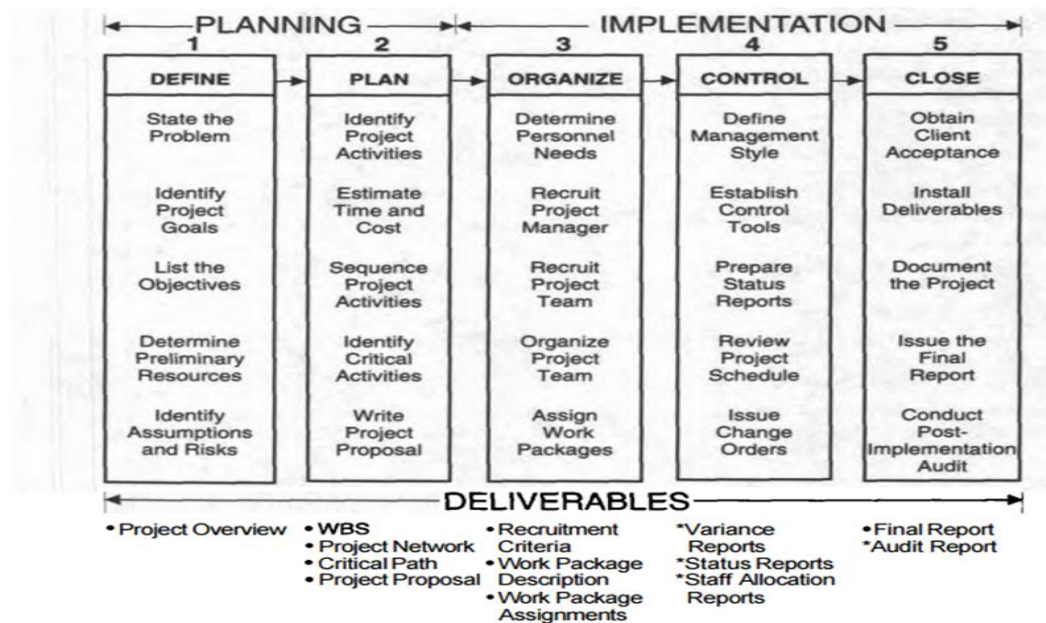 PLANNING
IMPLEMENTATION
1
2
3
4
5
DEFINE
PLAN
ORGANIZE
CONTROL
CLOSE
State the
Problem
Identify
Project
Goals
List the
Objectives
Determine
Preliminary
Resources
Identify
Assumptions
and Risks
Identify
Project
Activities
Estimate
Time and
Cost
Sequence
Project
Activities
Identify
Critical
Activities
Write
Project
Proposal
Determine
Personnel
Needs
Recruit
Project
Manager
Recruit
Project
Team
Organize
Project
Team
Assign
Work
Packages
Define
Management
Style
Establish
Control
Tools
Prepare
Status
Reports
Review
Project
Schedule
Issue
Change
Orders
Obtain
Client
Acceptance
Install
Deliverables
Document
the Project
Issue the
Final
Report
Conduct
Post-
Implementation
Audit
DELIVERABLES
• Project Overview
• WBS
• Project Network
• Critical Path
• Project Proposal
• Recruitment
Criteria
• Work Package
Description
• Work Package
Assignments
*Variance
Reports
*Status Reports
*Staff Allocation
Reports
• Final Report
*Audit Report